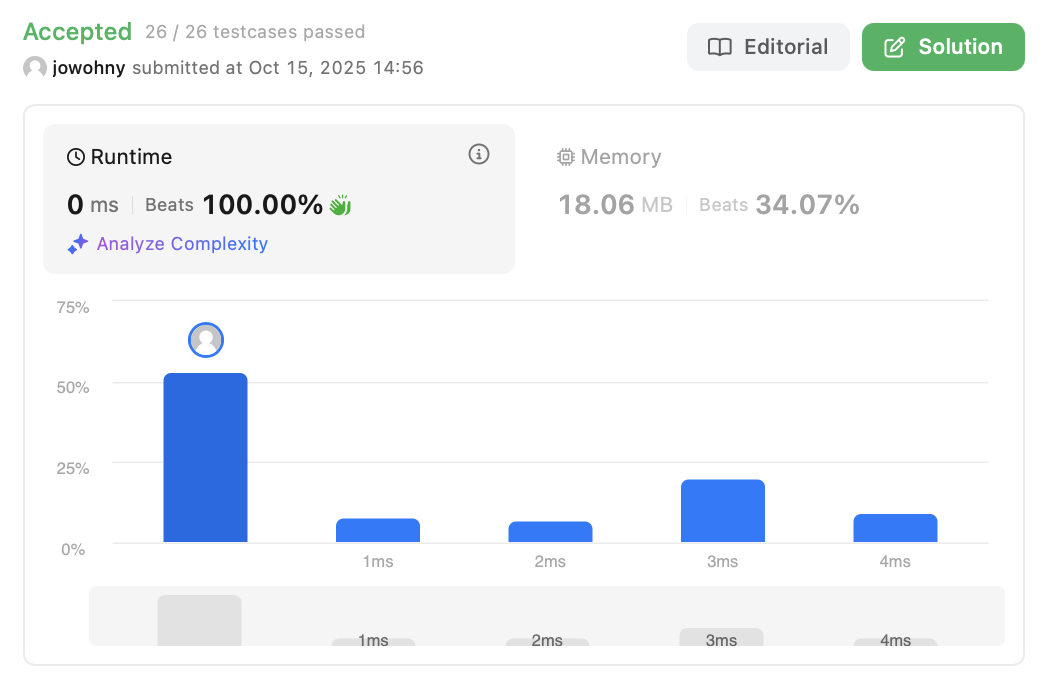 Accepted 26 / 26 testcases passed
jowohny submitted at Oct 15, 2025 14:56
Editorial
Solution
Runtime
0 ms Beats 100.00%
Analyze Complexity
Memory
18.06 MB Beats 34.07%
75%
50%
25%
0%
1ms 2ms 3ms 4ms
1ms 2ms 3ms 4ms